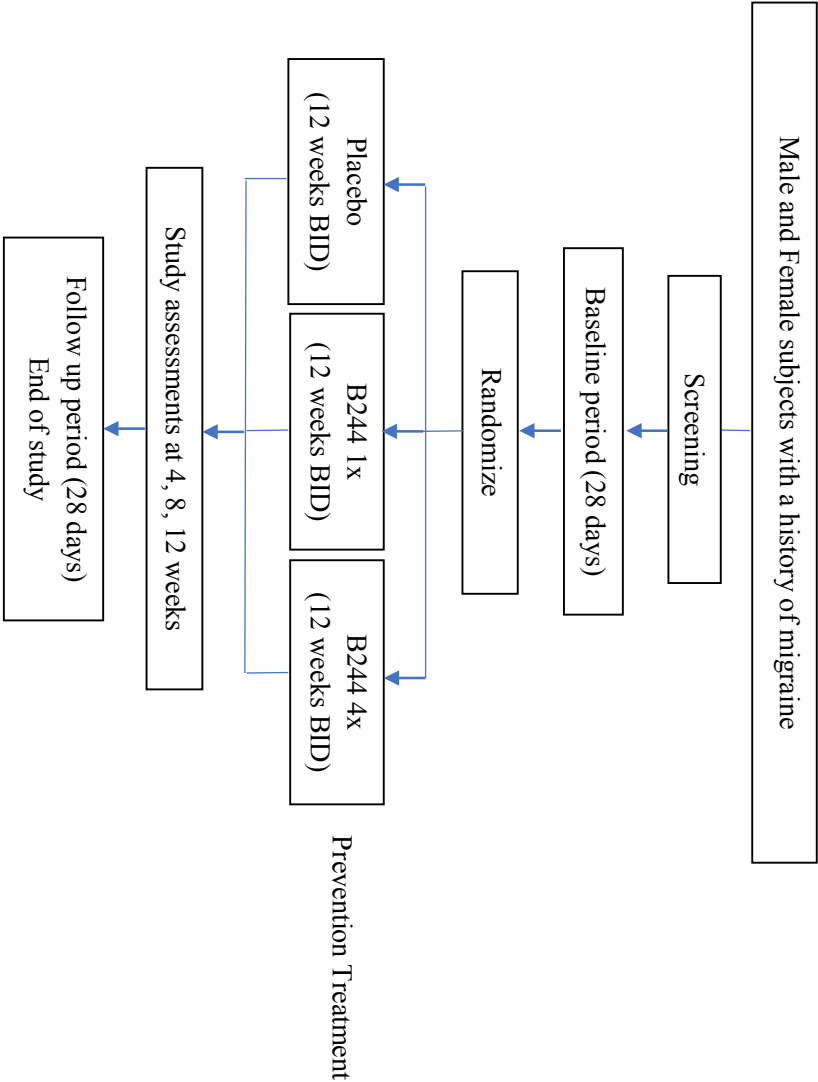 Male and Female subjects with a history of migraine
Screening
Baseline period (28 days)
Randomize
Placebo
(12 weeks BID)
B244 1x
(12 weeks BID)
B244 4x
(12 weeks BID)
Prevention Treatment
Study assessments at 4, 8, 12 weeks
Follow up period (28 days)
End of study